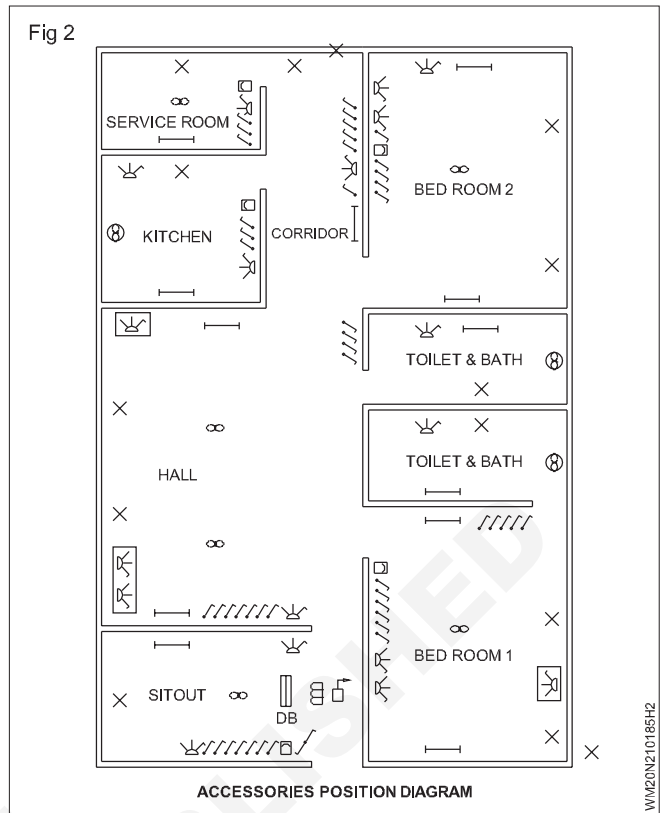 Fig 2
SERVICE ROOM
BED ROOM 2
KITCHEN
CORRIDOR
TOILET & BATH
TOILET & BATH
HALL
BED ROOM 1
SITOUT
DB
ACCESSORIES POSITION DIAGRAM
WM20N210185H2